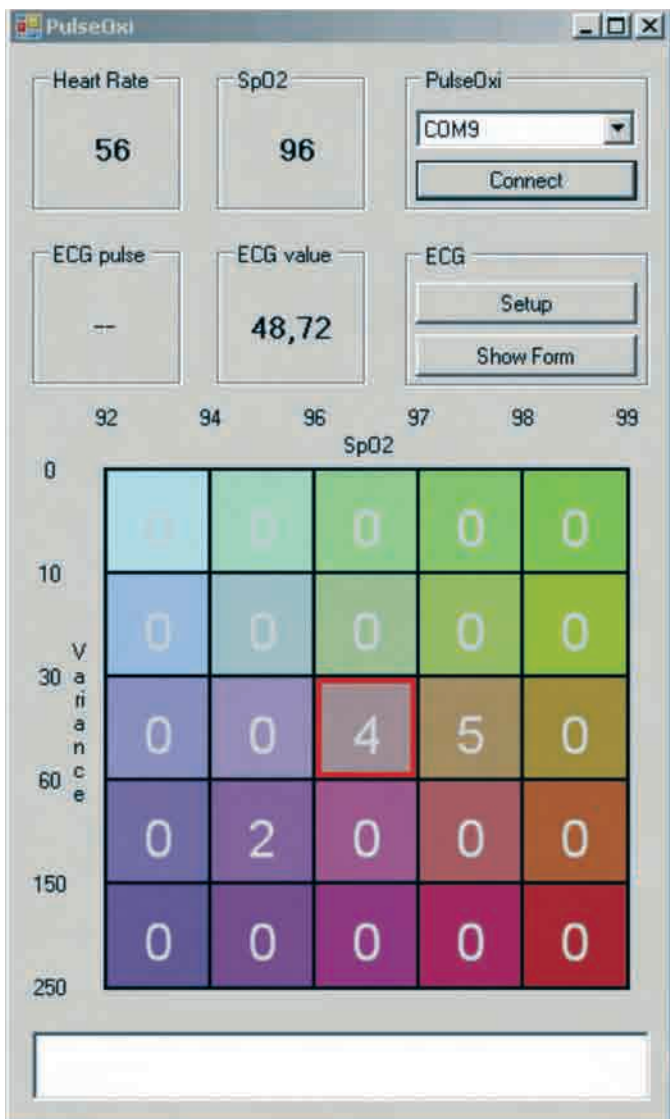 PulseOxi
Heart Rate
SpO2
PulseOxi
56
96
COM9
Connect
ECG pulse
ECG value
ECG
--
48,72
Setup
Show Form
92 94 96 97 98 99
SpO2
0
10
30
60
150
250
Variance
0 0 0 0 0
0 0 0 0 0
0 0 4 5 0
0 2 0 0 0
0 0 0 0 0